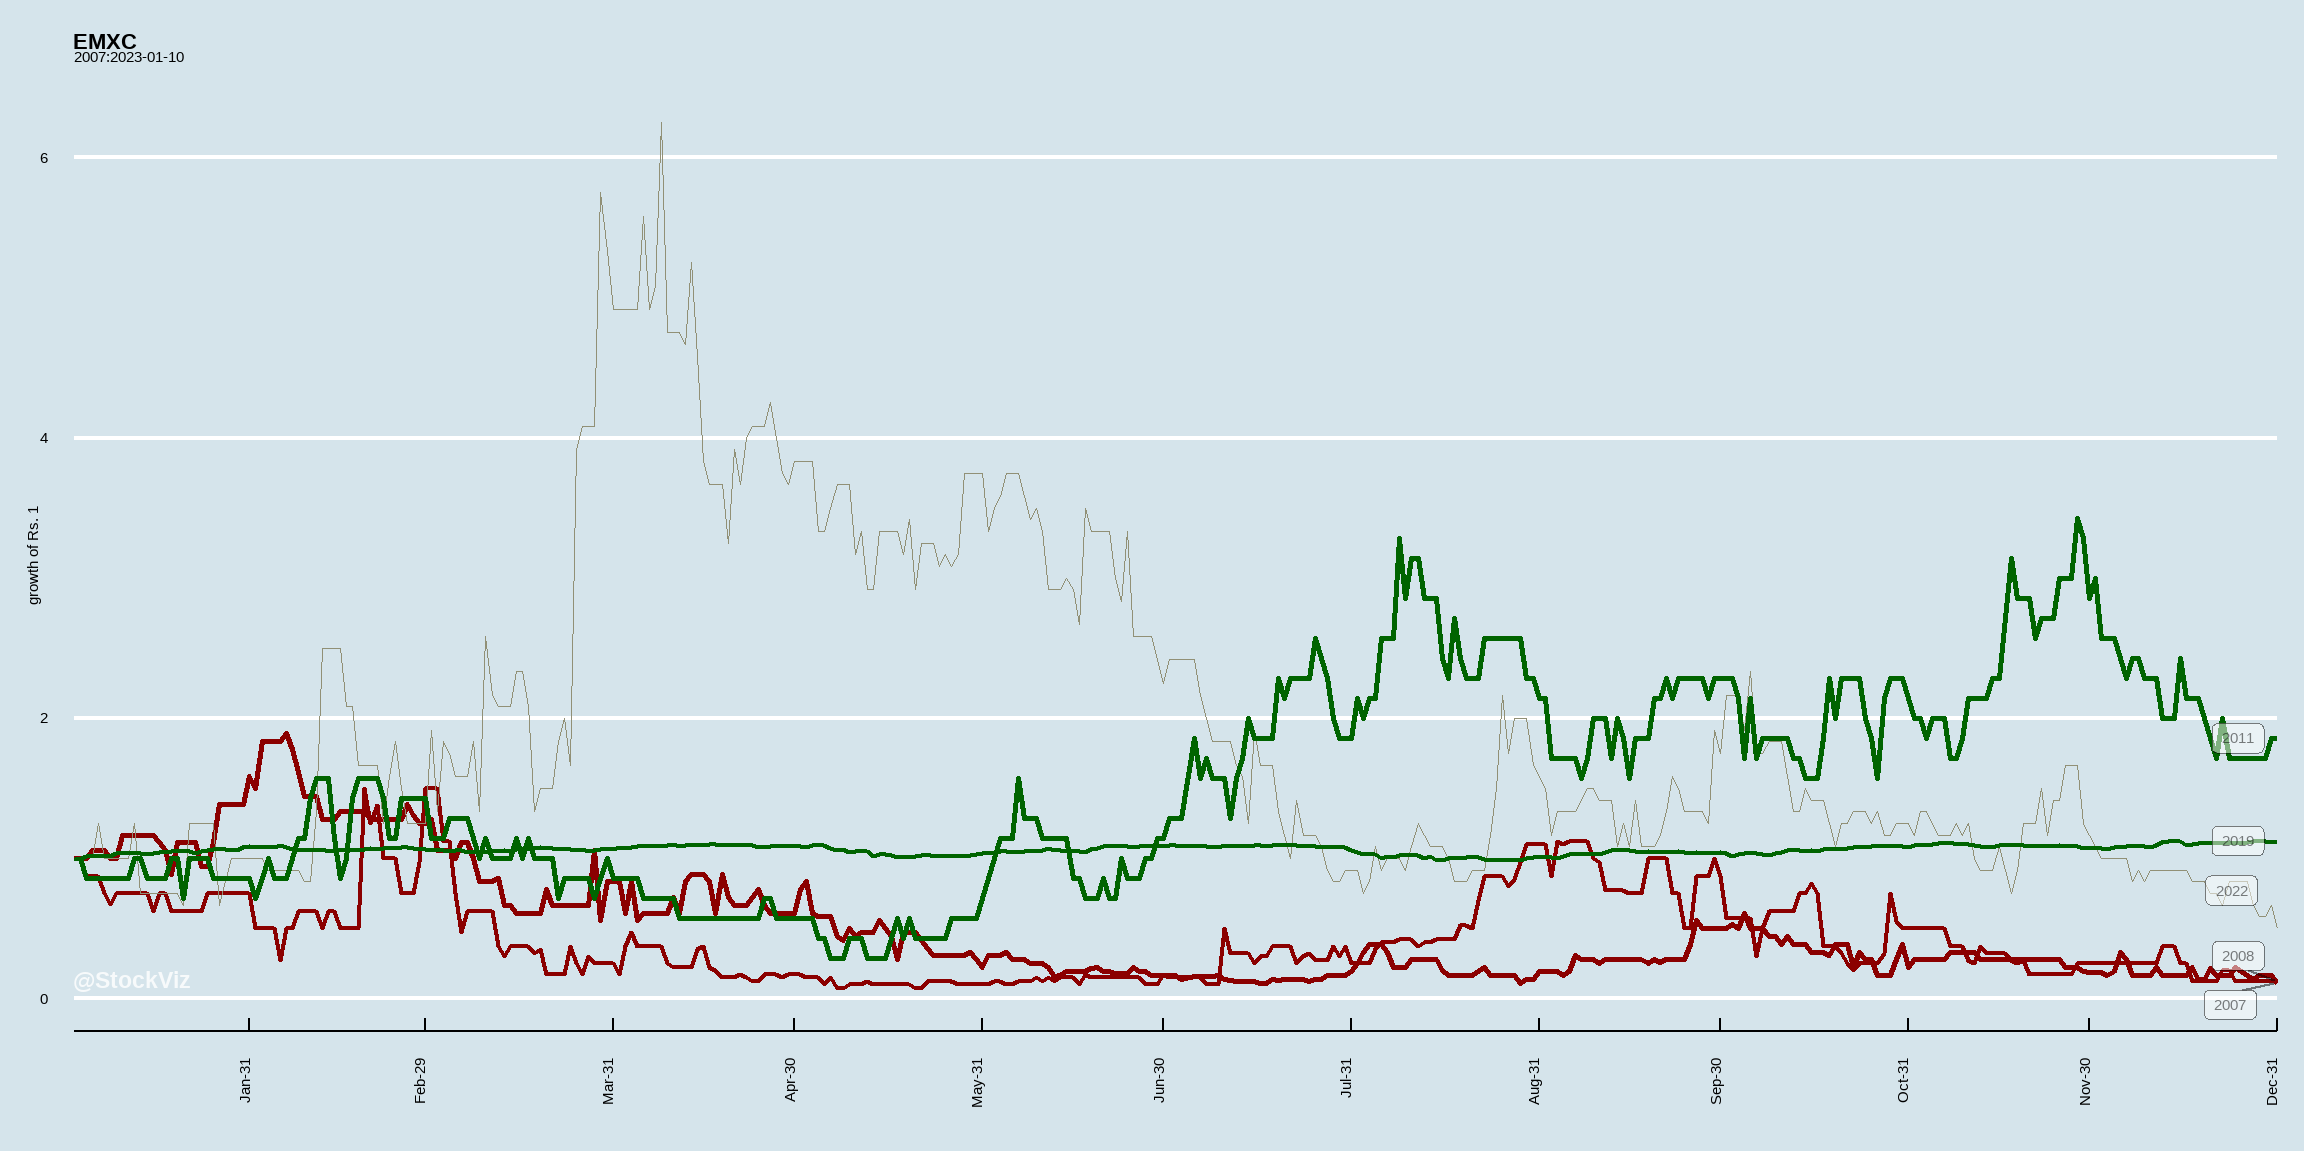 EMXC
2007:2023-01-10
6
4
2
0
growth of Rs. 1
2011
2019
2022
2008
2007
@StockViz
Jan-31
Feb-29
Mar-31
Apr-30
May-31
Jun-30
Jul-31
Aug-31
Sep-30
Oct-31
Nov-30
Dec-31